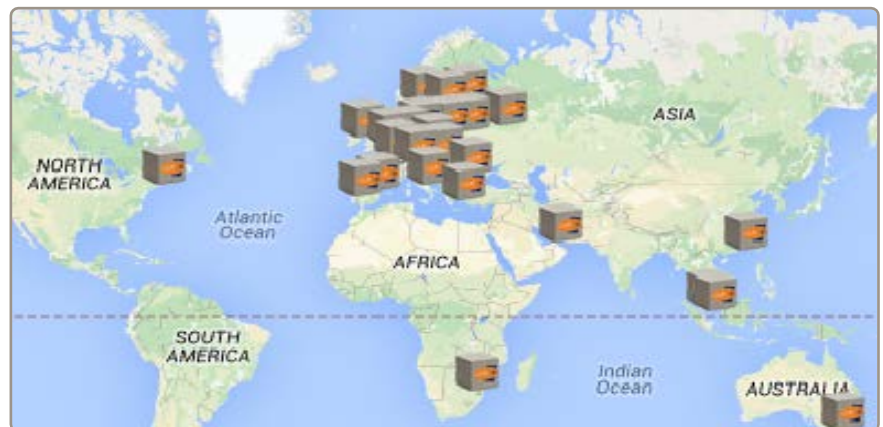 ASIA
NORTH
AMERICA
Atlantic
Ocean
AFRICA
SOUTH
AMERICA
Indian
Ocean
AUSTRALIA